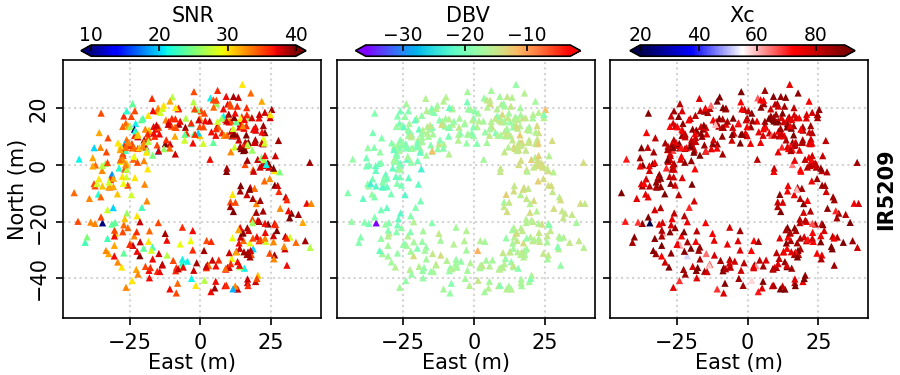 SNR DBV Xc
10 20 30 40 −30 −20 −10 20 40 60 80
North (m)
20
0
−20
−40
IR5209
−25 0 25 −25 0 25 −25 0 25
East (m) East (m) East (m)